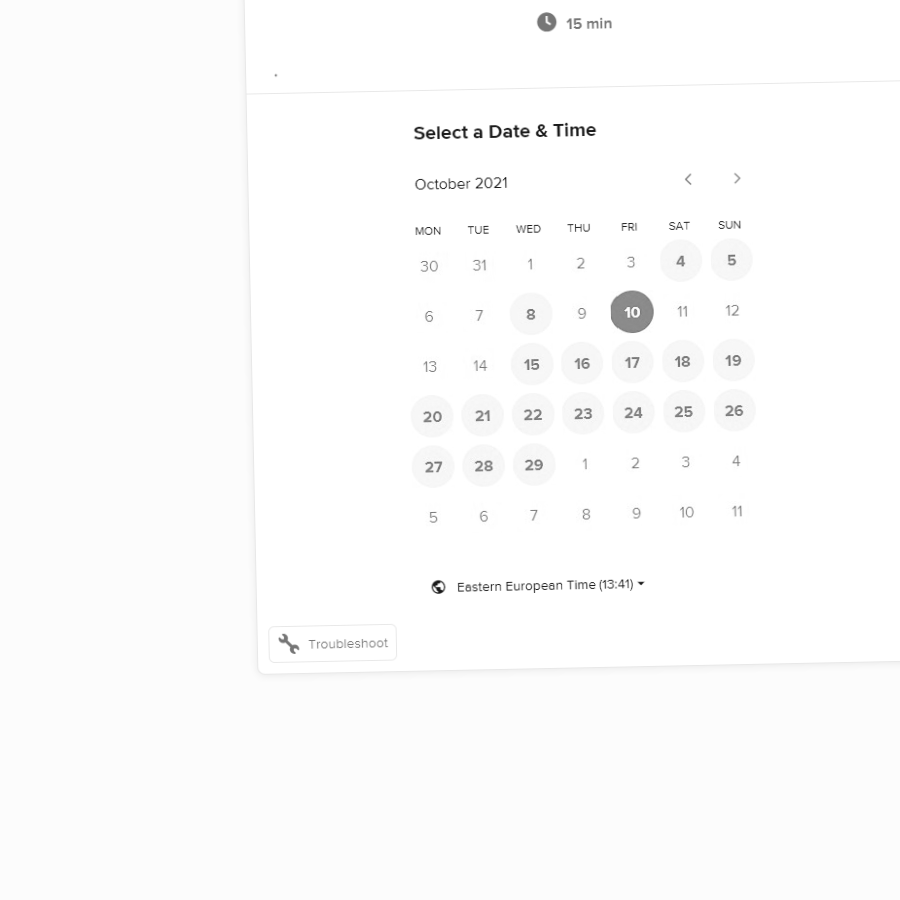 15 min
.
Select a Date & Time
October 2021
MON TUE WED THU FRI SAT SUN
30 31 1 2 3 4 5
6 7 8 9 10 11 12
13 14 15 16 17 18 19
20 21 22 23 24 25 26
27 28 29 1 2 3 4
5 6 7 8 9 10 11
Eastern European Time (13:41)
Troubleshoot